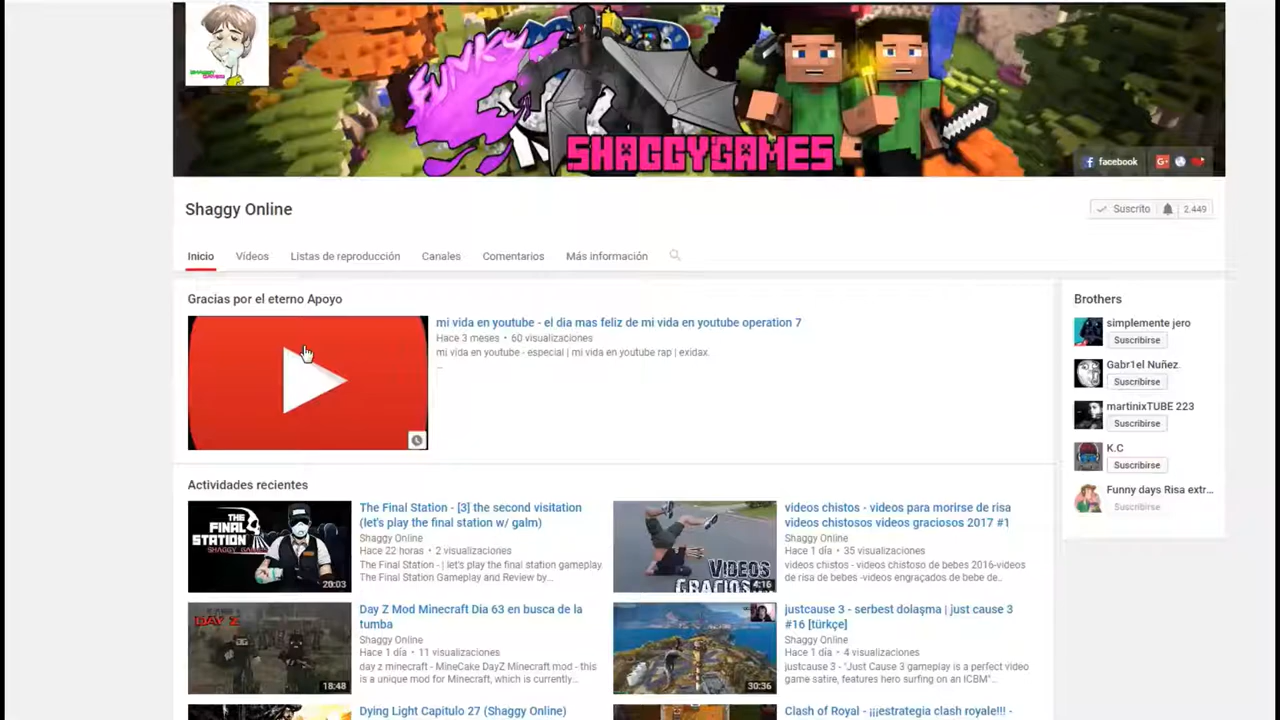 SHAGGYGAMES
facebook
Shaggy Online
Suscrito 2.449
Inicio Vídeos Listas de reproducción Canales Comentarios Más información
Gracias por el eterno Apoyo
mi vida en youtube - el dia mas feliz de mi vida en youtube operation 7
Hace 3 meses • 60 visualizaciones
mi vida en youtube - especial | mi vida en youtube rap | exidax.
...
Brothers
simplemente jero
Suscribirse
Gabr1el Nuñez
Suscribirse
martinixTUBE 223
Suscribirse
K.C
Suscribirse
Funny days Risa extr...
Suscribirse
Actividades recientes
THE FINAL STATION
SHAGGY GAMES
20:03
The Final Station - [3] the second visitation
(let's play the final station w/ galm)
Shaggy Online
Hace 22 horas • 2 visualizaciones
The Final Station - | let's play the final station gameplay.
The Final Station Gameplay and Review by...
VIDEOS
GRACIOSOS
4:16
videos chistos - videos para morirse de risa
videos chistosos videos graciosos 2017 #1
Shaggy Online
Hace 1 día • 35 visualizaciones
videos chistos - videos chistoso de bebes 2016-videos
de risa de bebes -videos engraçados de bebe de..
DAY Z
18:48
Day Z Mod Minecraft Dia 63 en busca de la
tumba
Shaggy Online
Hace 1 día • 11 visualizaciones
day z minecraft - MineCake DayZ Minecraft mod - this
is a unique mod for Minecraft, which is currently...
30:36
justcause 3 - serbest dolaşma | just cause 3
#16 [türkçe]
Shaggy Online
Hace 1 día • 4 visualizaciones
justcause 3 - "Just Cause 3 gameplay is a perfect video
game satire, features hero surfing on an ICBM"...
Dying Light Capitulo 27 (Shaggy Online)
Clash of Royal - ¡¡¡estrategia clash royale!!! -